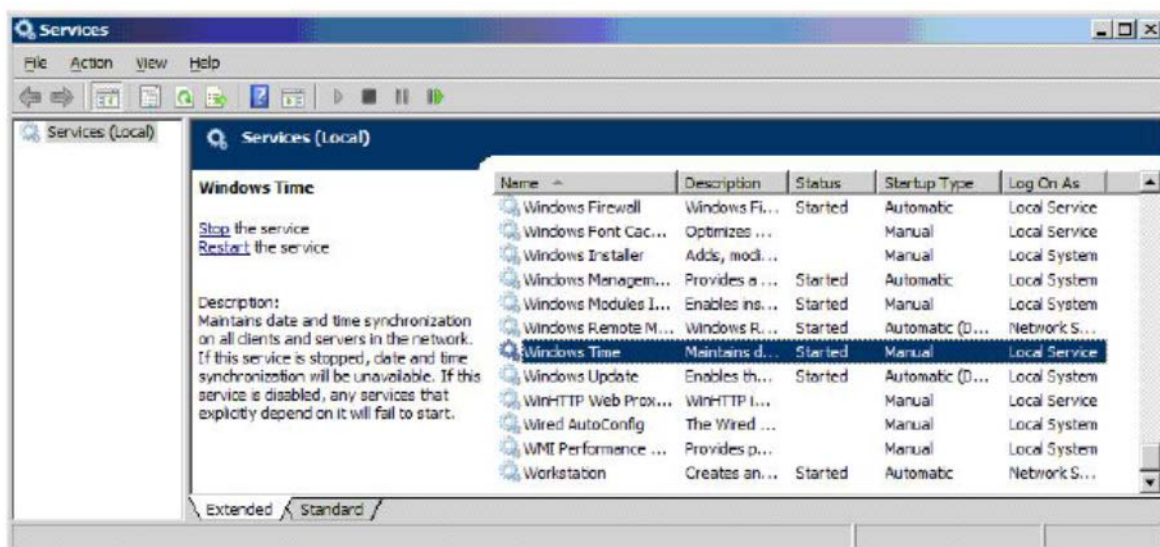 Services
File Action View Help
Services (Local)
Services (Local)
Windows Time
Stop the service
Restart the service
Description:
Maintains date and time synchronization
on all clients and servers in the network.
If this service is stopped, date and time
synchronization will be unavailable. If this
service is disabled, any services that
explicitly depend on it will fail to start.
Name Description Status Startup Type Log On As
Windows Firewall Windows Fi... Started Automatic Local Service
Windows Font Cac... Optimizes ... Manual Local Service
Windows Installer Adds, modi... Manual Local System
Windows Managem... Provides a ... Started Automatic Local System
Windows Modules I... Enables ins... Started Manual Local System
Windows Remote M... Windows R... Started Automatic (D... Network S...
Windows Time Maintains d... Started Manual Local Service
Windows Update Enables th... Started Automatic (D... Local System
WinHTTP Web Prox... WinHTTP i... Manual Local Service
Wired AutoConfig The Wired ... Manual Local System
WMI Performance ... Provides p... Manual Local System
Workstation Creates an... Started Automatic Network S...
Extended Standard